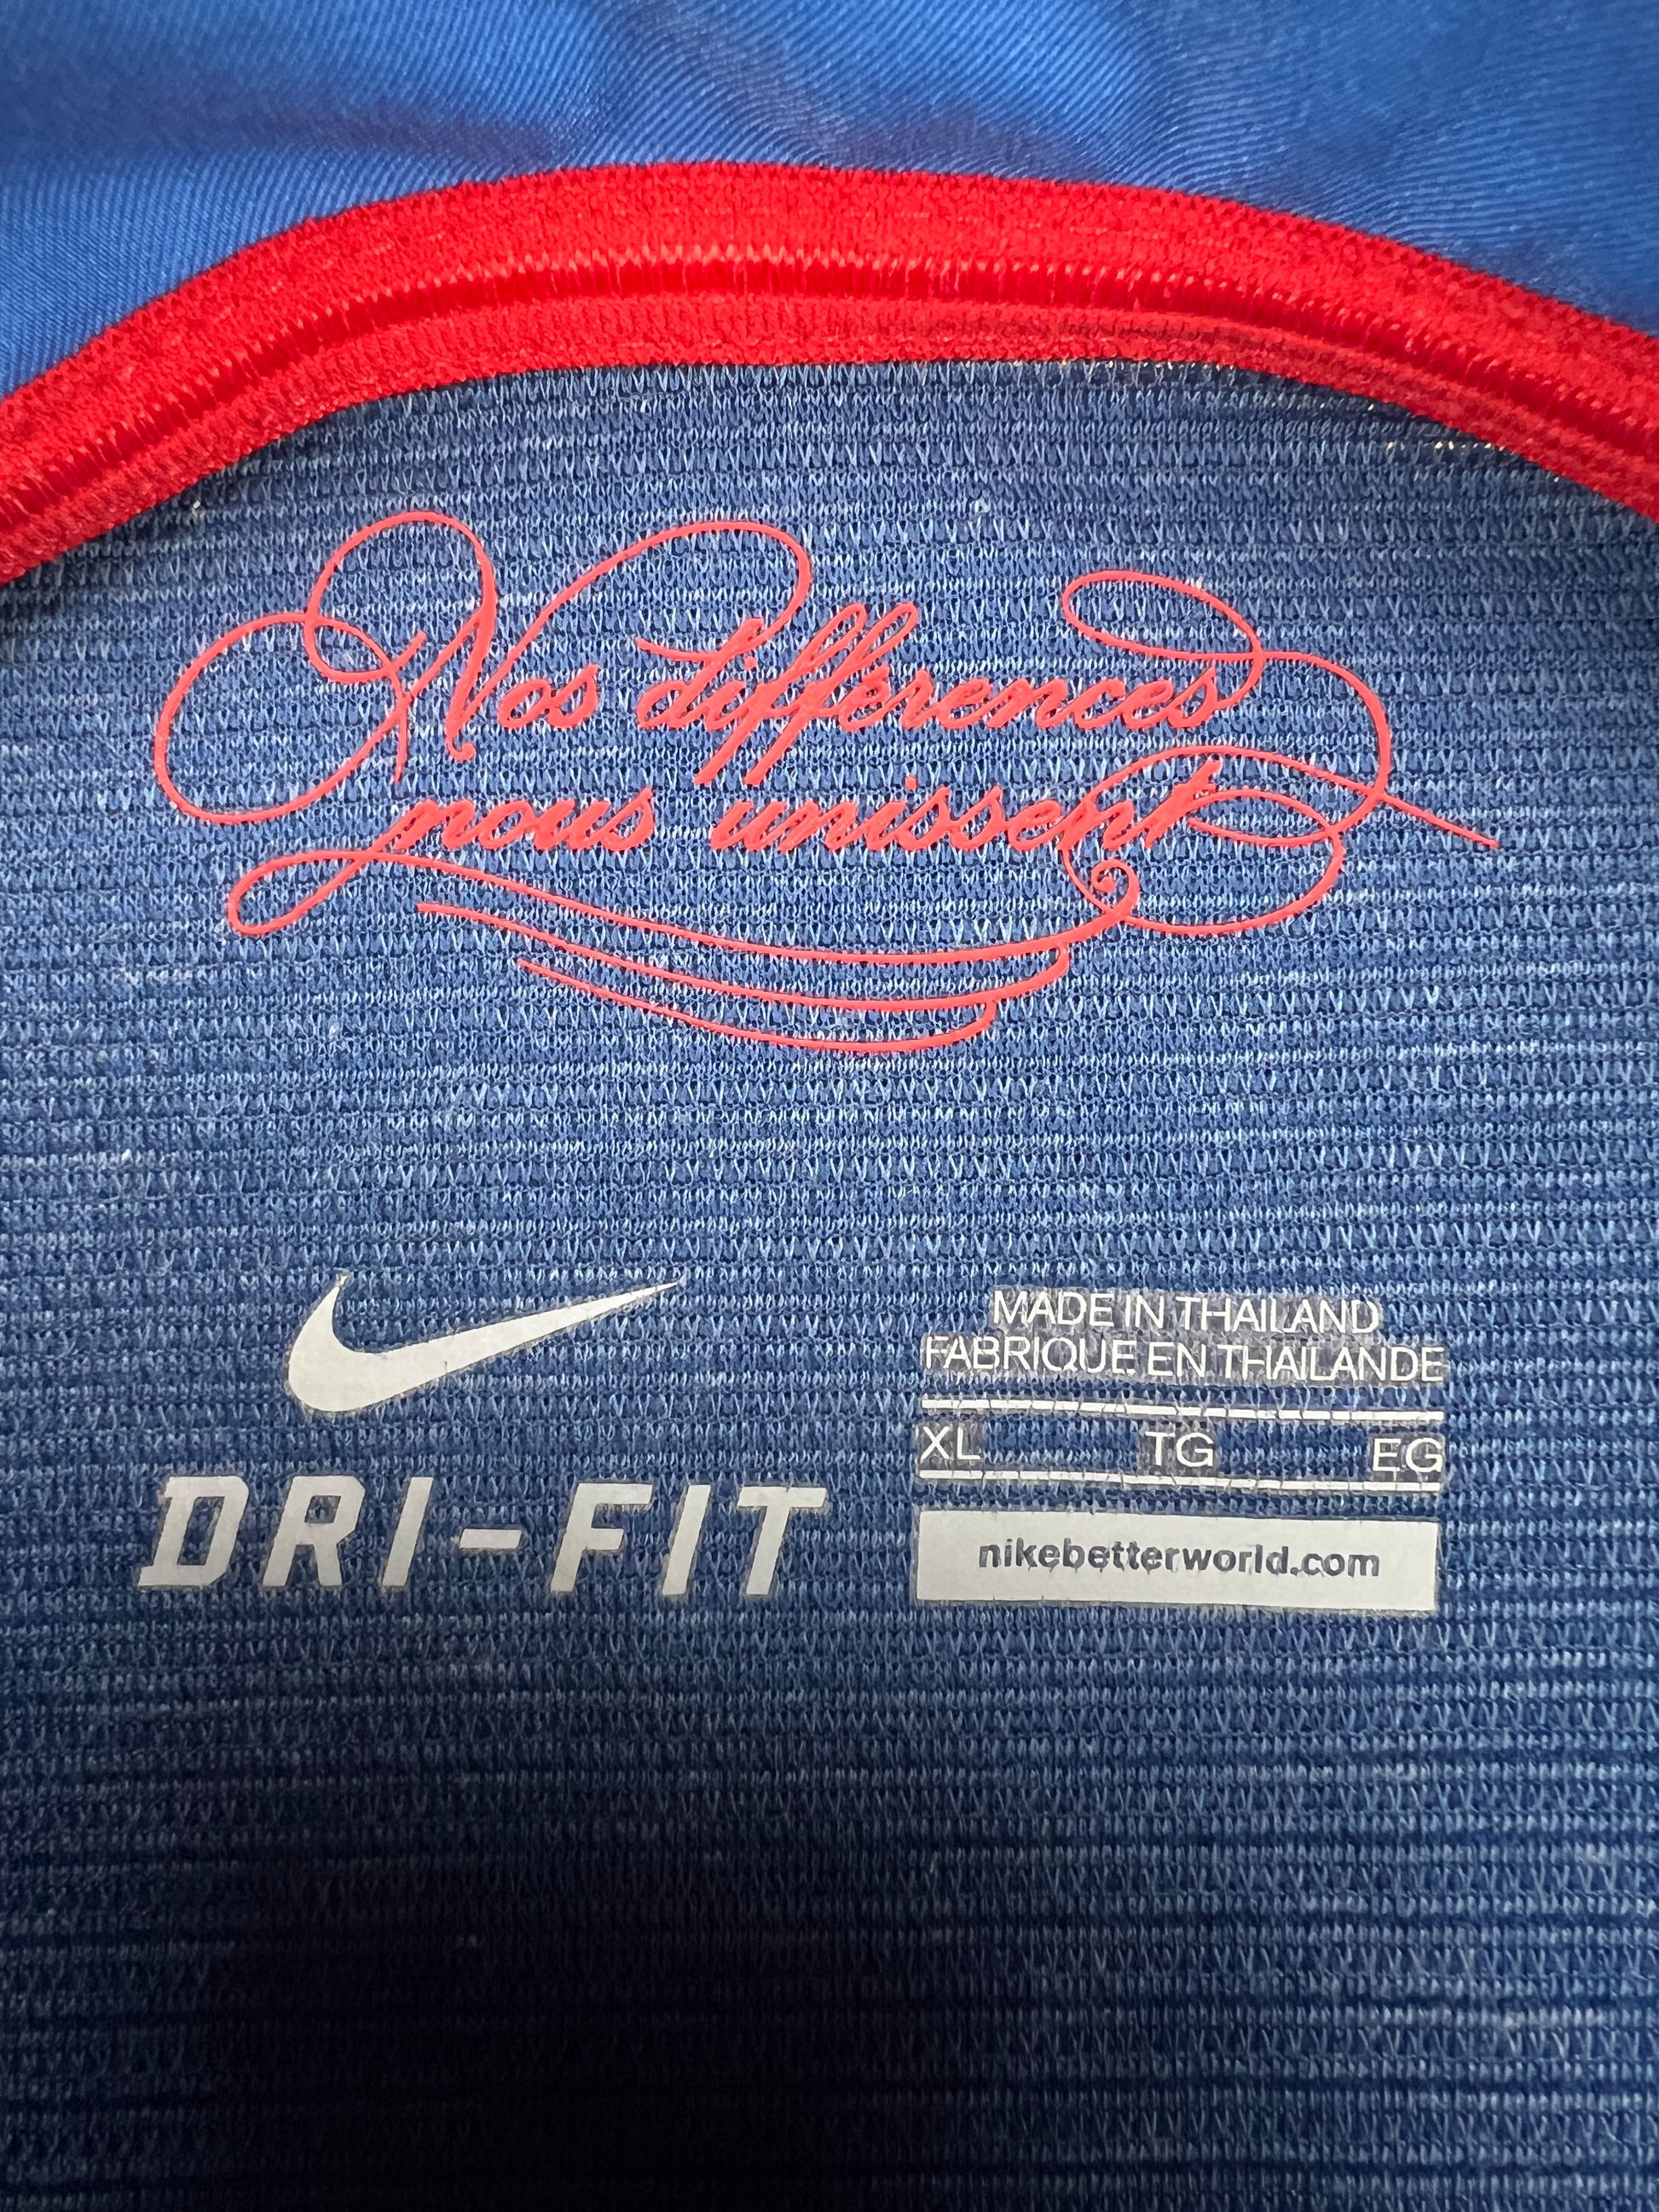 Nos différences
nous unissent
DRI-FIT
MADE IN THAILAND
FABRIQUE EN THAILANDE
XL TG EG
nikebetterworld.com